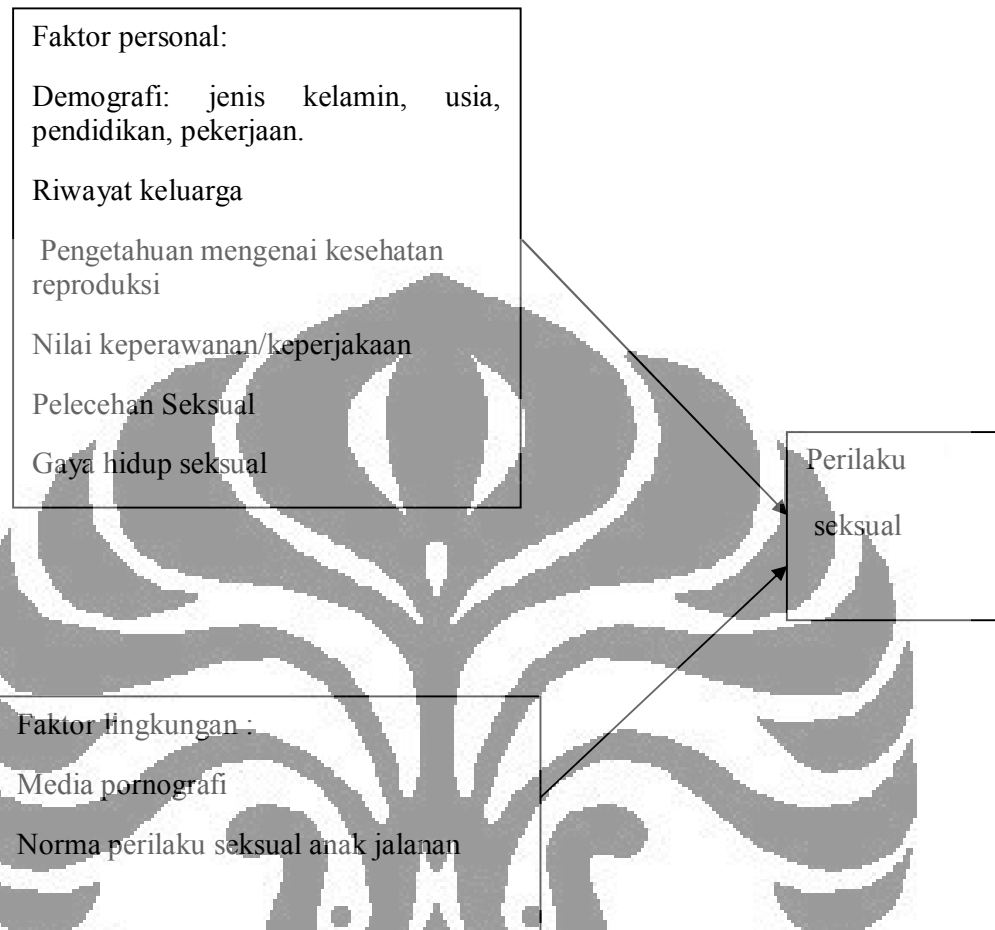 Faktor personal:
Demografi: jenis kelamin, usia,
pendidikan, pekerjaan.
Riwayat keluarga
Pengetahuan mengenai kesehatan
reproduksi
Nilai keperawanan/keperjakaan
Pelecehan Seksual
Gaya hidup seksual
Perilaku
seksual
Faktor lingkungan :
Media pornografi
Norma perilaku seksual anak jalanan